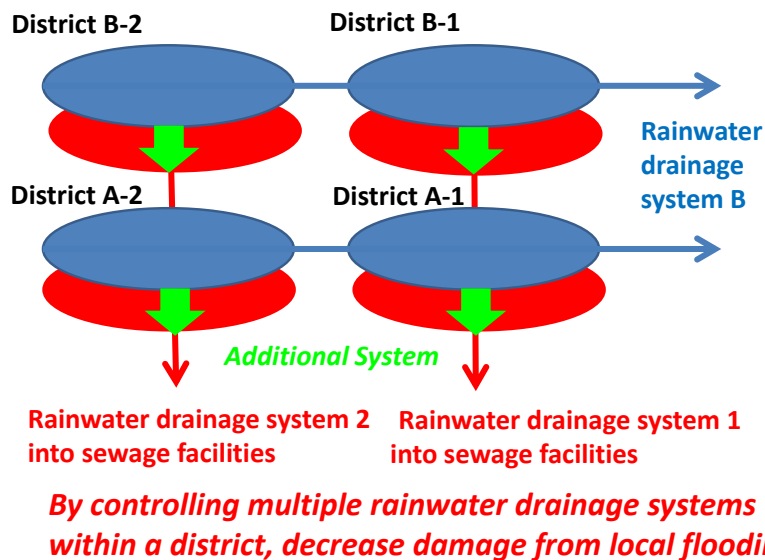 District B-2
District B-1
Rainwater
drainage
system B
District A-2
District A-1
Additional System
Rainwater drainage system 2
into sewage facilities
Rainwater drainage system 1
into sewage facilities
By controlling multiple rainwater drainage systems
within a district, decrease damage from local